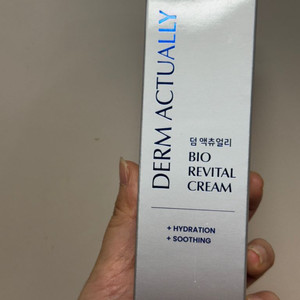 DERM ACTUALLY
덤 액츄얼리
BIO
REVITAL
CREAM
+ HYDRATION
+ SOOTHING